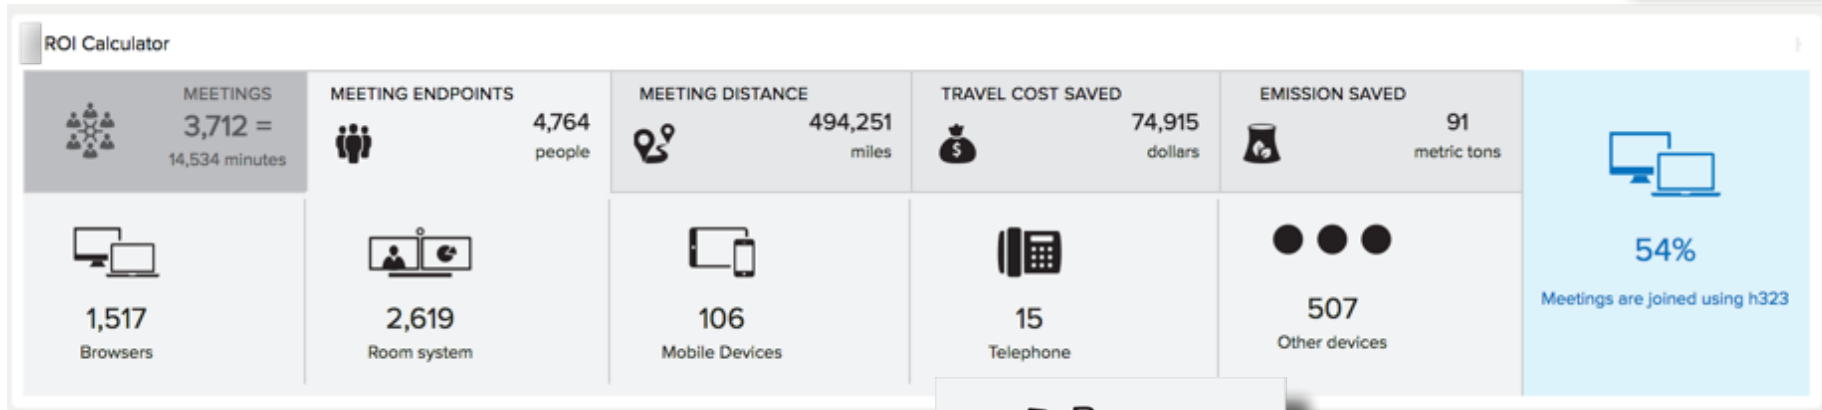 ROI Calculator
MEETINGS
3,712 =
14,534 minutes
MEETING ENDPOINTS
4,764
people
MEETING DISTANCE
494,251
miles
TRAVEL COST SAVED
74,915
dollars
EMISSION SAVED
91
metric tons
1,517
Browsers
2,619
Room system
106
Mobile Devices
15
Telephone
507
Other devices
54%
Meetings are joined using h323